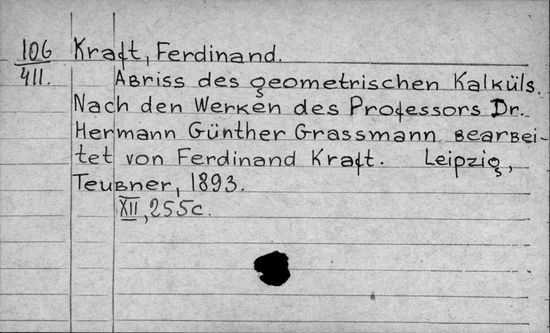 106 Kraft, Ferdinand.
411. Abriss des geometrischen Kalküls.
Nach den Werken des Professors Dr.
Hermann Günther Grassmann bearbei-
tet von Ferdinand Kraft. Leipzig,
Teubner, 1893.
XII, 255c.